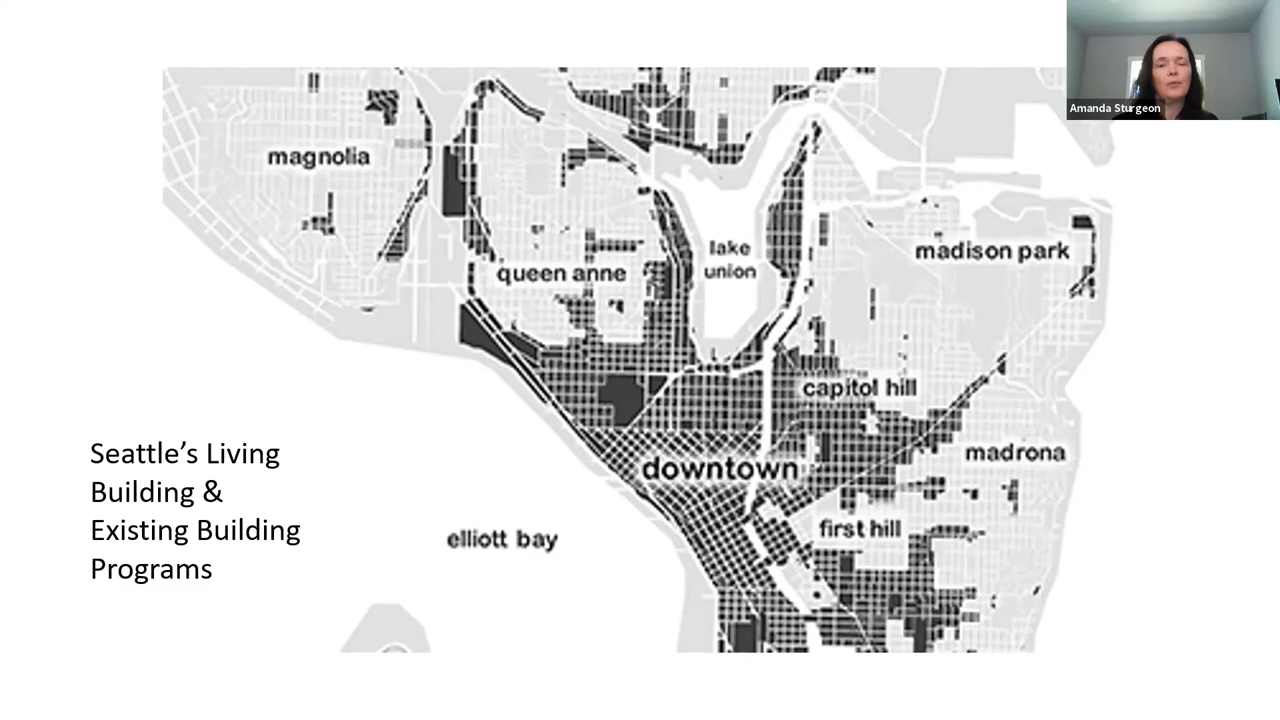 Amanda Sturgeon
magnolia
madison park
lake
union
queen anne
capitol hill
madrona
downtown
first hill
elliott bay
Seattle’s Living
Building &
Existing Building
Programs